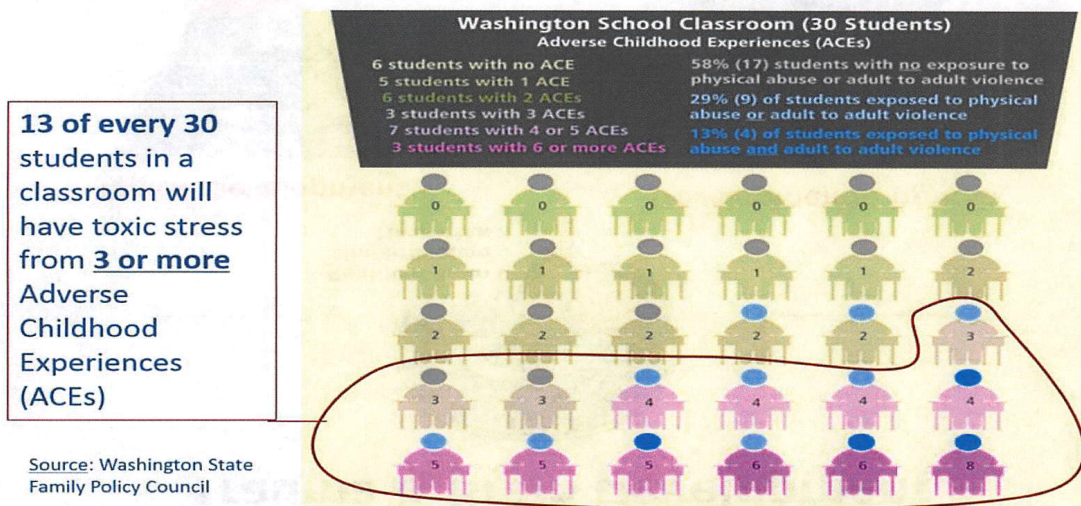 Washington School Classroom (30 Students)
Adverse Childhood Experiences (ACEs)
6 students with no ACE
5 students with 1 ACE
6 students with 2 ACEs
3 students with 3 ACEs
7 students with 4 or 5 ACEs
3 students with 6 or more ACEs
58% (17) students with no exposure to
physical abuse or adult to adult violence
29% (9) of students exposed to physical
abuse or adult to adult violence
13% (4) of students exposed to physical
abuse and adult to adult violence
13 of every 30
students in a
classroom will
have toxic stress
from 3 or more
Adverse
Childhood
Experiences
(ACEs)
0 0 0 0 0 0
1 1 1 1 1 2
2 2 2 2 2 3
3 3 4 4 4 4
5 5 5 6 6 8
Source: Washington State
Family Policy Council